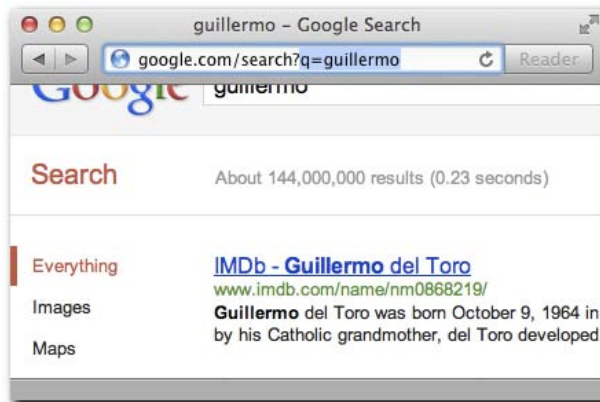 guillermo – Google Search
google.com/search?q=guillermo
Reader
Google guillermo
Search About 144,000,000 results (0.23 seconds)
Everything
Images
Maps
IMDb - Guillermo del Toro
www.imdb.com/name/nm0868219/
Guillermo del Toro was born October 9, 1964 in
by his Catholic grandmother, del Toro developed